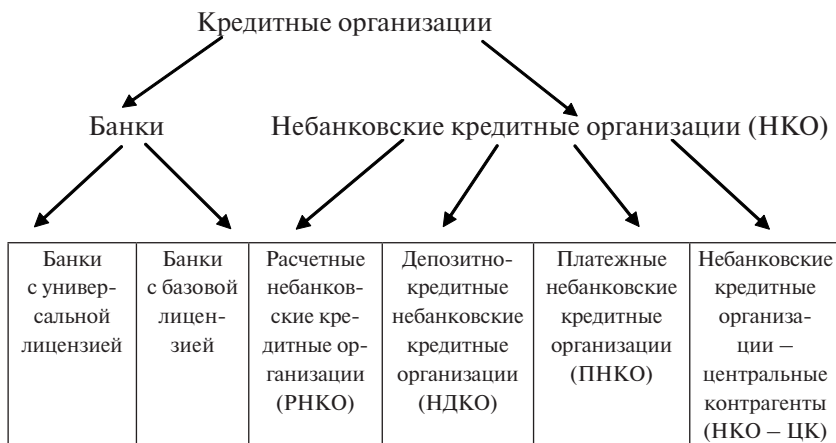 Кредитные организации
Банки
Небанковские кредитные организации (НКО)
Банки
с универ-
сальной
лицензией
Банки
с базовой
лицен-
зией
Расчетные
небанков-
ские кре-
дитные ор-
ганизации
(РНКО)
Депозитно-
кредитные
небанковские
кредитные
организации
(НДКО)
Платежные
небанковские
кредитные
организации
(ПНКО)
Небанковские
кредитные
организа-
ции –
центральные
контрагенты
(НКО – ЦК)